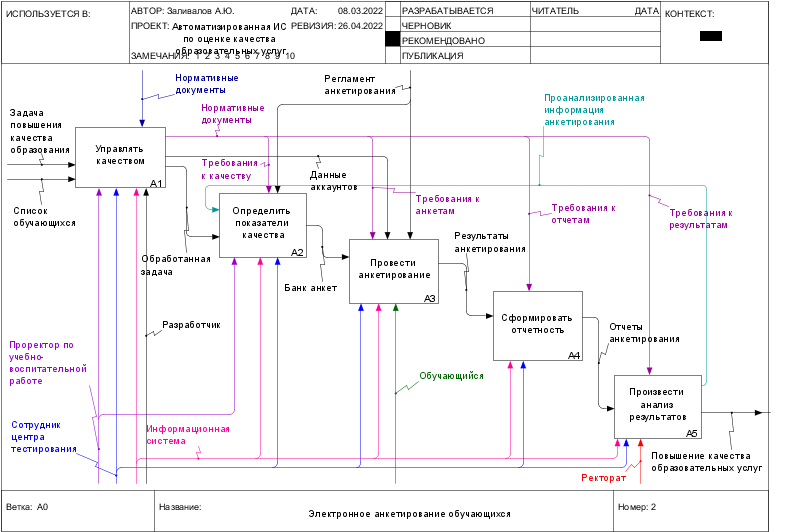 ИСПОЛЬЗУЕТСЯ В:
АВТОР: Заливалов А.Ю.
ДАТА: 08.03.2022
РАЗРАБАТЫВАЕТСЯ
ЧИТАТЕЛЬ
ДАТА
КОНТЕКСТ:
ПРОЕКТ: Автоматизированная ИС
по оценке качества
образовательных услуг
РЕВИЗИЯ: 26.04.2022
ЧЕРНОВИК
РЕКОМЕНДОВАНО
ЗАМЕЧАНИЯ: 1 2 3 4 5 6 7 8 9 10
ПУБЛИКАЦИЯ
Нормативные
документы
Регламент
анкетирования
Проанализированная
информация
анкетирования
Задача
повышения
качества
образования
Нормативные
документы
Управлять
качеством
A1
Требования
к качеству
Данные
аккаунтов
Требования к
анкетам
Требования к
отчетам
Требования к
результатам
Список
обучающихся
Определить
показатели
качества
A2
Обработанная
задача
Результаты
анкетирования
Банк анкет
Провести
анкетирование
A3
Сформировать
отчетность
A4
Разработчик
Отчеты
анкетирования
Проректор по
учебно-
воспитательной
работе
Обучающийся
Произвести
анализ
результатов
A5
Сотрудник
центра
тестирования
Информационная
система
Повышение качества
образовательных услуг
Ректорат
Ветка: A0
Название:
Электронное анкетирование обучающихся
Номер: 2